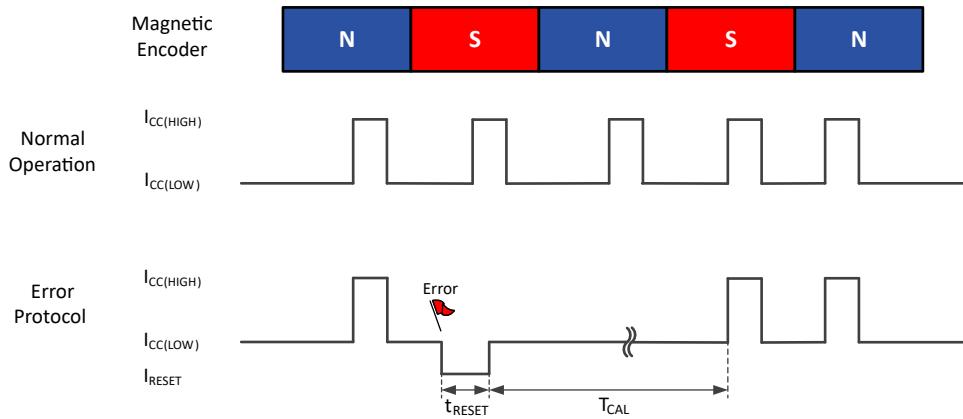 Magnetic
Encoder
N S N S N
Normal
Operation
ICC(HIGH)
ICC(LOW)
Error
Protocol
ICC(HIGH)
ICC(LOW)
IRESET
Error
tRESET
TCAL